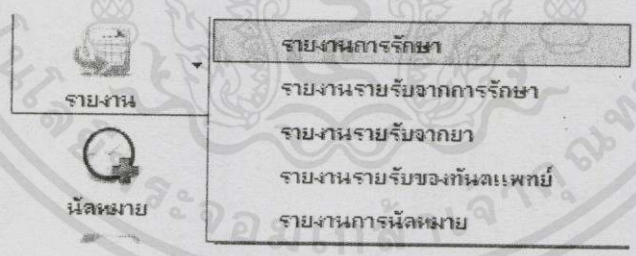 รายงาน
นัดหมาย
รายงานการรักษา
รายงานรายรับจากการรักษา
รายงานรายรับจากยา
รายงานรายรับของทันตแพทย์
รายงานการนัดหมาย